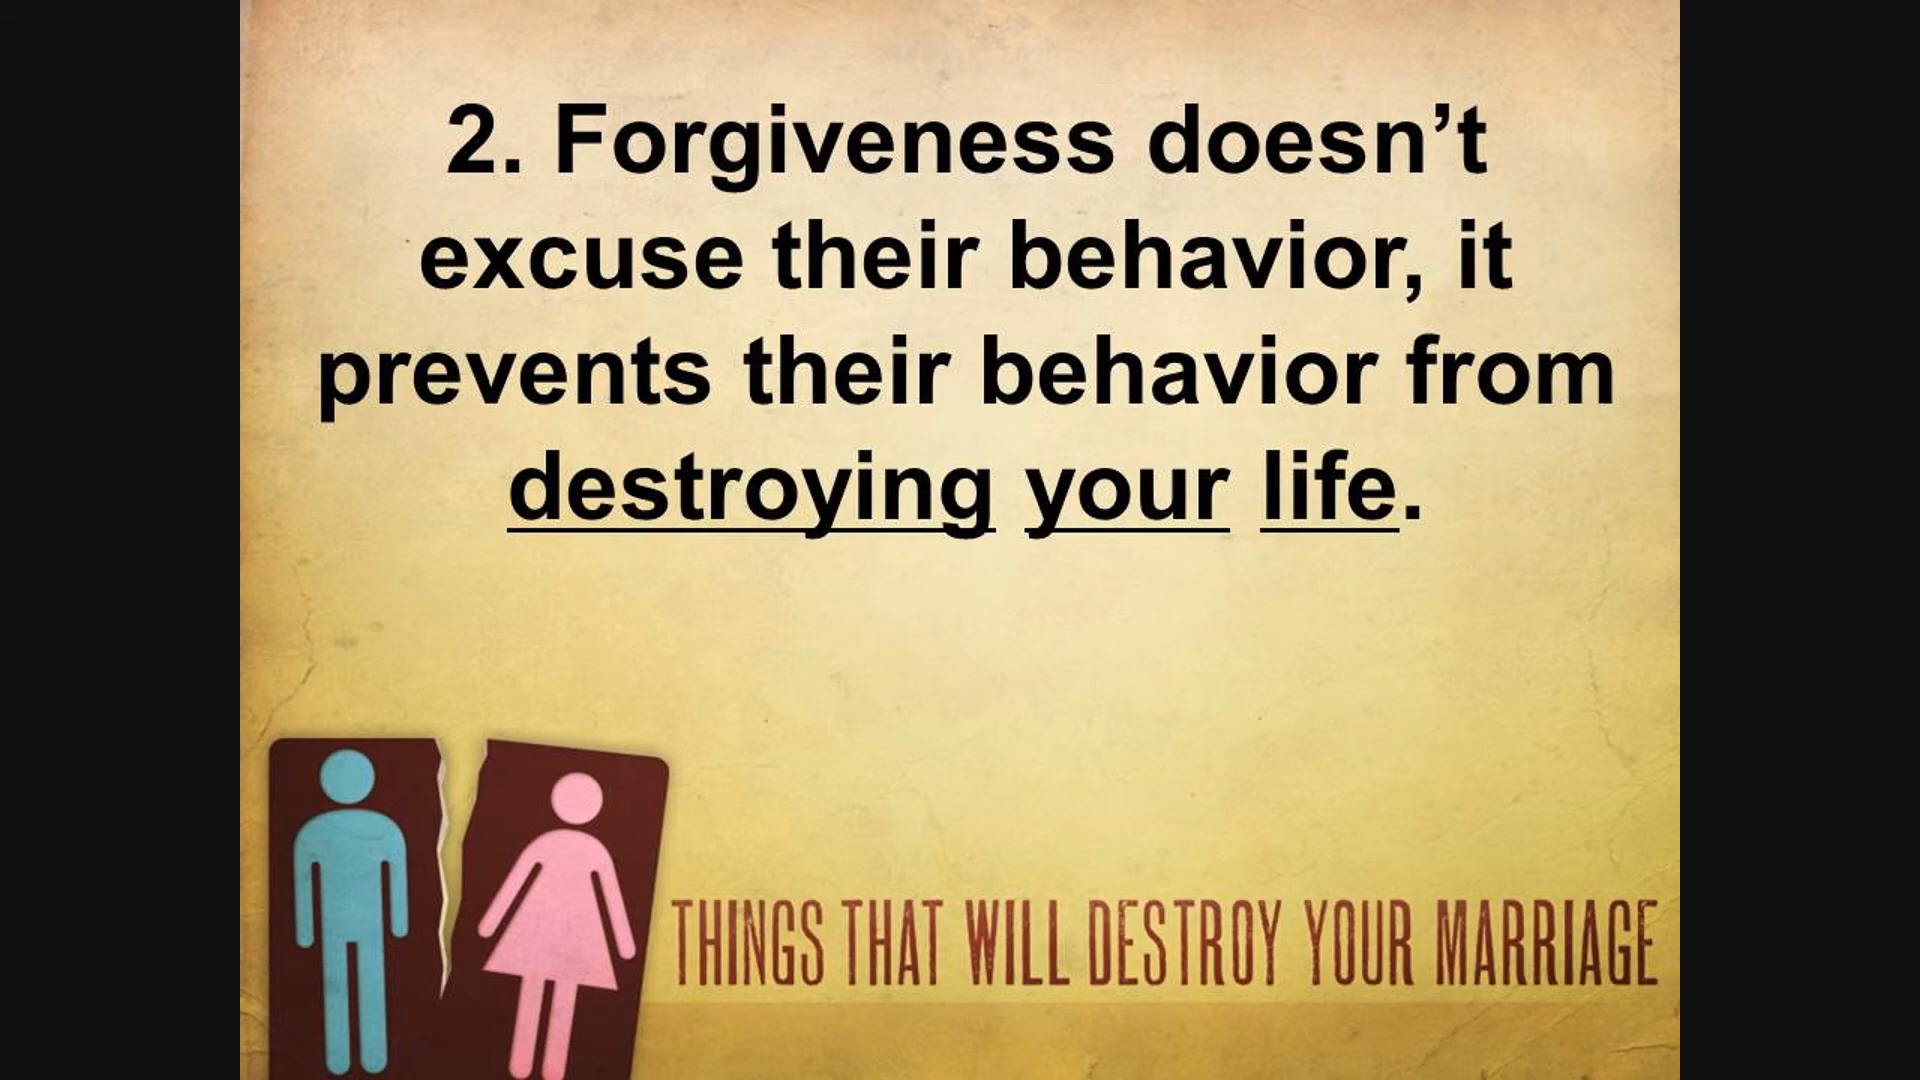 2. Forgiveness doesn’t
excuse their behavior, it
prevents their behavior from
destroying your life.
THINGS THAT WILL DESTROY YOUR MARRIAGE